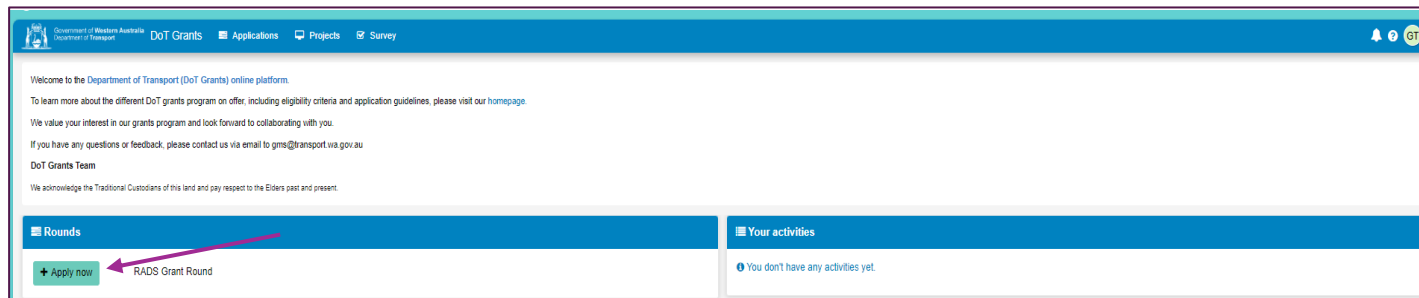 Government of Western Australia
Department of Transport
DoT Grants Applications Projects Survey
GT
Welcome to the Department of Transport (DoT Grants) online platform.
To learn more about the different DoT grants program on offer, including eligibility criteria and application guidelines, please visit our homepage.
We value your interest in our grants program and look forward to collaborating with you.
If you have any questions or feedback, please contact us via email to gms@transport.wa.gov.au
DoT Grants Team
We acknowledge the Traditional Custodians of this land and pay respect to the Elders past and present.
Rounds
+ Apply now RADS Grant Round
Your activities
You don't have any activities yet.